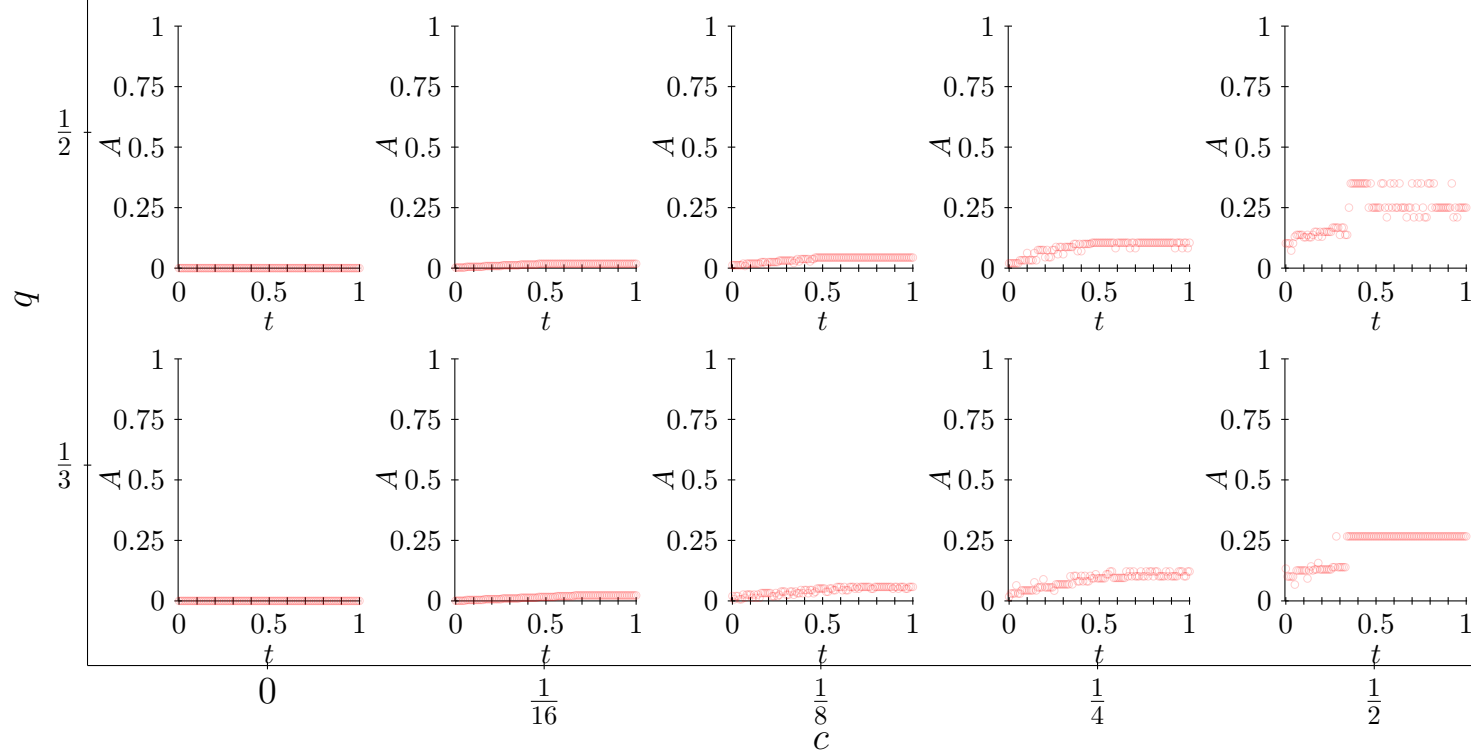 1 1 1 1 1
0.75 0.75 0.75 0.75 0.75
1/2 A 0.5 A 0.5 A 0.5 A 0.5 A 0.5
0.25 0.25 0.25 0.25 0.25
0 0 0 0 0
0 0.5 1 0 0.5 1 0 0.5 1 0 0.5 1 0 0.5 1
t t t t t
q
1 1 1 1 1
0.75 0.75 0.75 0.75 0.75
1/3 A 0.5 A 0.5 A 0.5 A 0.5 A 0.5
0.25 0.25 0.25 0.25 0.25
0 0 0 0 0
0 0.5 1 0 0.5 1 0 0.5 1 0 0.5 1 0 0.5 1
t t t t t
0 1/16 1/8 1/4 1/2
c